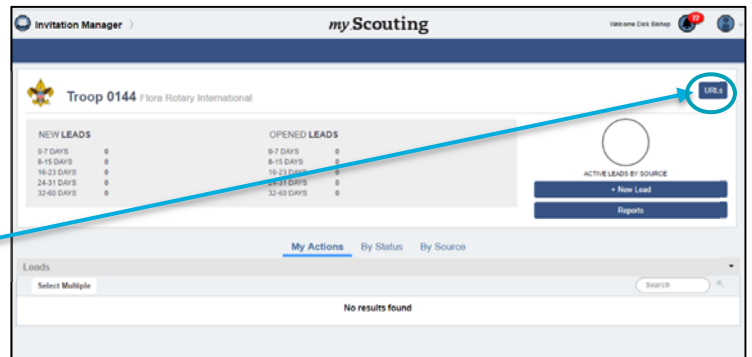 Invitation Manager
my.Scouting
Welcome Dick Bishop
Troop 0144 Flora Rotary International
URLs
NEW LEADS
0-7 DAYS 0
8-15 DAYS 0
16-23 DAYS 0
24-31 DAYS 0
32-60 DAYS 0
OPENED LEADS
0-7 DAYS 0
8-15 DAYS 0
16-23 DAYS 0
24-31 DAYS 0
32-60 DAYS 0
ACTIVE LEADS BY SOURCE
+ New Lead
Reports
My Actions By Status By Source
Leads
Select Multiple
Search
No results found